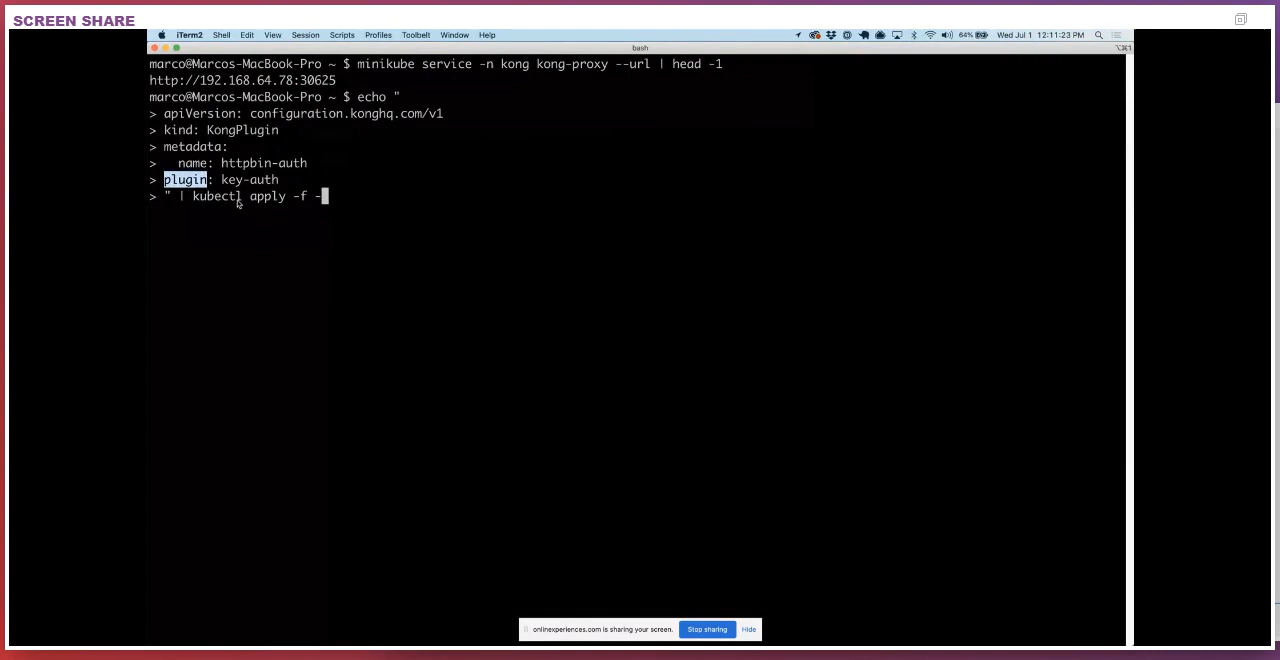 SCREEN SHARE
iTerm2 Shell Edit View Session Scripts Profiles Toolbelt Window Help 64% Wed Jul 1 12:11:23 PM
bash ⌥⌘1
marco@Marcos-MacBook-Pro ~ $ minikube service -n kong kong-proxy --url | head -1
http://192.168.64.78:30625
marco@Marcos-MacBook-Pro ~ $ echo "
> apiVersion: configuration.konghq.com/v1
> kind: KongPlugin
> metadata:
>   name: httpbin-auth
> plugin: key-auth
> " | kubectl apply -f -
onlinexperiences.com is sharing your screen. Stop sharing Hide